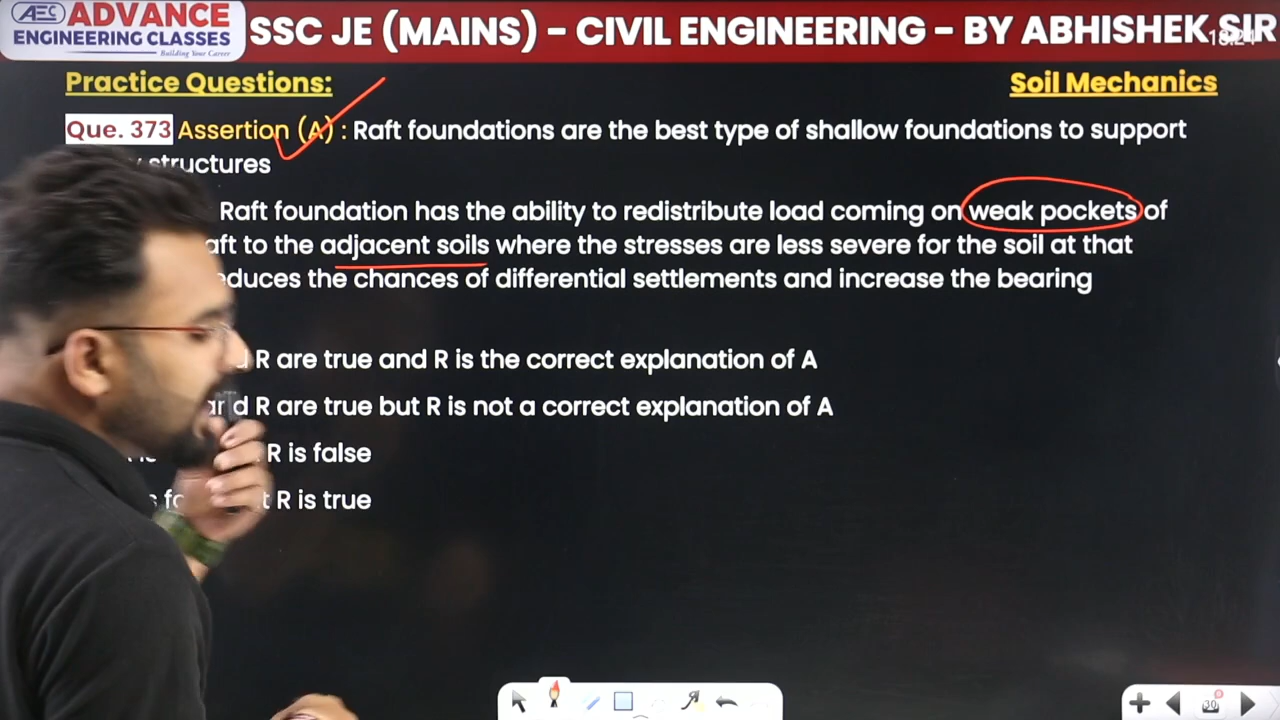 AEC ADVANCE
ENGINEERING CLASSES
Building Your Career
SSC JE (MAINS) - CIVIL ENGINEERING - BY ABHISHEK SIR
Practice Questions:
Soil Mechanics
Que. 373 Assertion (A) : Raft foundations are the best type of shallow foundations to support
structures
Raft foundation has the ability to redistribute load coming on weak pockets of
to the adjacent soils where the stresses are less severe for the soil at that
the chances of differential settlements and increase the bearing
R are true and R is the correct explanation of A
R are true but R is not a correct explanation of A
R is false
R is true
30